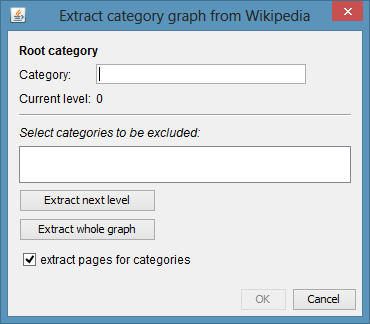 Extract category graph from Wikipedia
Root category
Category:
Current level: 0
Select categories to be excluded:
Extract next level
Extract whole graph
extract pages for categories
OK Cancel